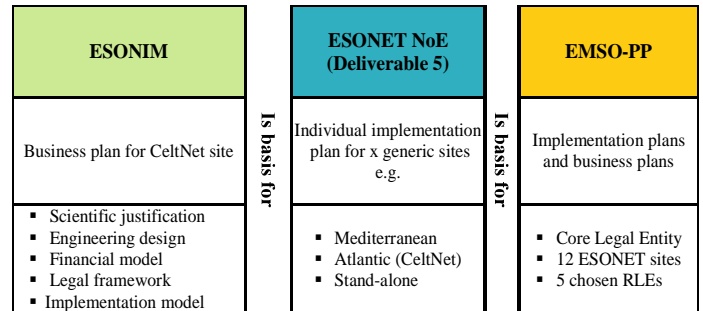 ESONIM
Business plan for CeltNet site
▪ Scientific justification
▪ Engineering design
▪ Financial model
▪ Legal framework
▪ Implementation model
Is basis for
ESONET NoE
(Deliverable 5)
Individual implementation
plan for x generic sites
e.g.
▪ Mediterranean
▪ Atlantic (CeltNet)
▪ Stand-alone
Is basis for
EMSO-PP
Implementation plans
and business plans
▪ Core Legal Entity
▪ 12 ESONET sites
▪ 5 chosen RLEs